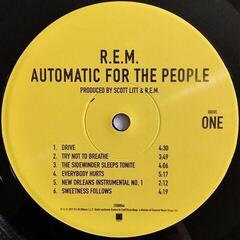 R.E.M.
AUTOMATIC FOR THE PEOPLE
PRODUCED BY SCOTT LITT & R.E.M.
DRIVE
ONE
1 DRIVE 4:30
2 TRY NOT TO BREATHE 3:49
3 THE SIDEWINDER SLEEPS TONITE 4:06
4 EVERYBODY HURTS 5:17
5 NEW ORLEANS INSTRUMENTAL NO. 1 2:12
6 SWEETNESS FOLLOWS 4:19